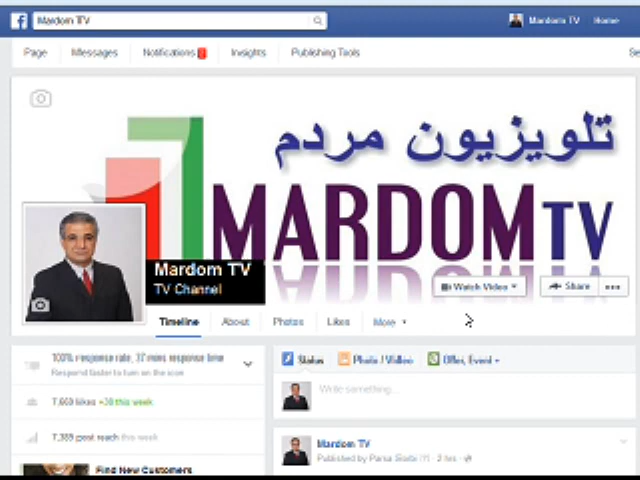 Mardom TV
Mardom TV Home
Page Messages Notifications Insights Publishing Tools
تلویزیون مردم
MARDOMTV
Mardom TV
TV Channel
Watch Video Share
Timeline About Photos Likes More
100% response rate, 37 mins response time
Respond faster to turn on the icon
Status Photo / Video Offer, Event +
Write something...
7,669 likes +38 this week
7,389 post reach this week
Mardom TV
Published by
2 hrs
Find New Customers